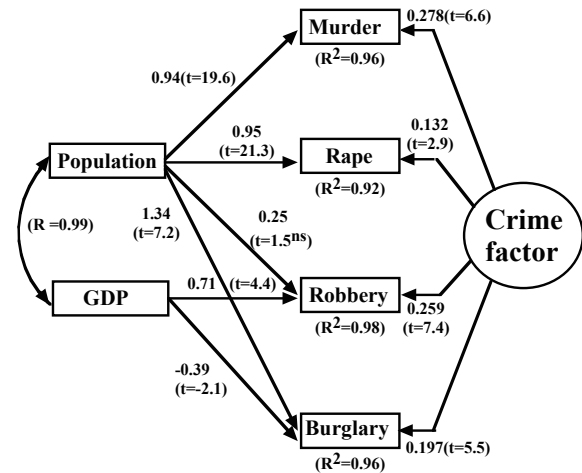 0.278(t=6.6)
Murder
(R²=0.96)
0.94(t=19.6)
0.95
(t=21.3)
0.132
(t=2.9)
Population
Rape
(R²=0.92)
Crime
factor
1.34
(t=7.2)
0.25
(t=1.5ⁿˢ)
(R =0.99)
0.71
(t=4.4)
GDP
Robbery
(R²=0.98)
0.259
(t=7.4)
-0.39
(t=-2.1)
Burglary
(R²=0.96)
0.197(t=5.5)